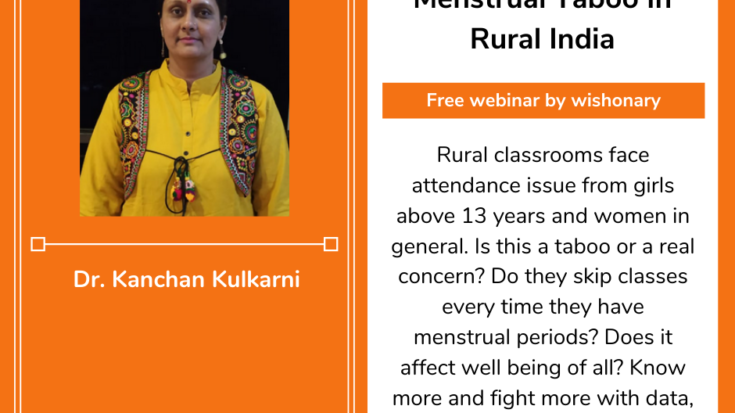 Menstrual Taboo in
Rural India
Free webinar by wishonary
Rural classrooms face
attendance issue from girls
above 13 years and women in
general. Is this a taboo or a real
concern? Do they skip classes
every time they have
menstrual periods? Does it
affect well being of all? Know
more and fight more with data,
Dr. Kanchan Kulkarni